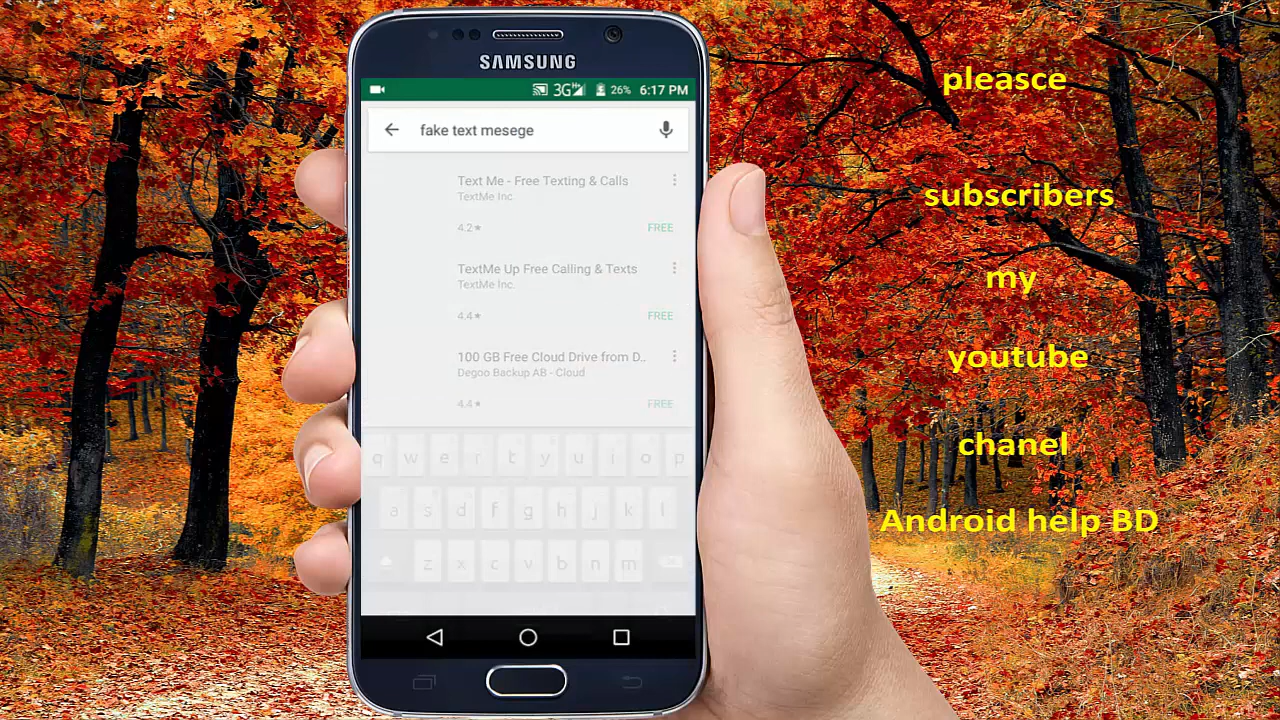 SAMSUNG
3G 26% 6:17 PM
fake text mesege
Text Me - Free Texting & Calls
TextMe Inc.
4.2★ FREE
TextMe Up Free Calling & Texts
TextMe Inc.
4.4★ FREE
100 GB Free Cloud Drive from D..
Degoo Backup AB - Cloud
4.4★ FREE
q w e r t y u i o p
a s d f g h j k l
z x c v b n m
pleasce
subscribers
my
youtube
chanel
Android help BD